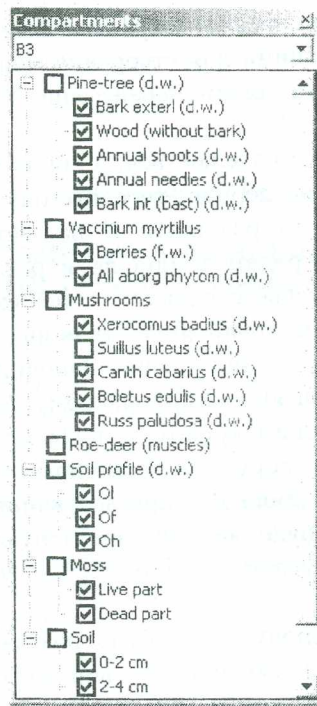 Compartments
B3
Pine-tree (d.w.)
Bark exterl (d.w.)
Wood (without bark)
Annual shoots (d.w.)
Annual needles (d.w.)
Bark int (bast) (d.w.)
Vaccinium myrtillus
Berries (f.w.)
All aborg phytom (d.w.)
Mushrooms
Xerocomus badius (d.w.)
Suillus luteus (d.w.)
Canth cabarius (d.w.)
Boletus edulis (d.w.)
Russ paludosa (d.w.)
Roe-deer (muscles)
Soil profile (d.w.)
Ol
Of
Oh
Moss
Live part
Dead part
Soil
0-2 cm
2-4 cm